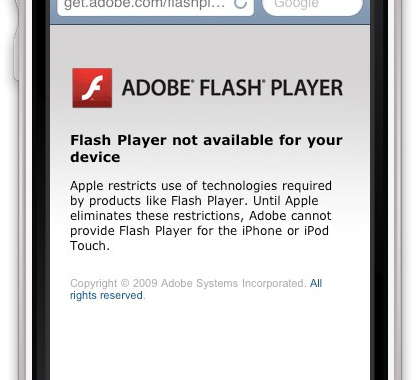 get.adobe.com/flashpl...
Google
ADOBE® FLASH® PLAYER
Flash Player not available for your
device
Apple restricts use of technologies required
by products like Flash Player. Until Apple
eliminates these restrictions, Adobe cannot
provide Flash Player for the iPhone or iPod
Touch.
Copyright © 2009 Adobe Systems Incorporated. All
rights reserved.